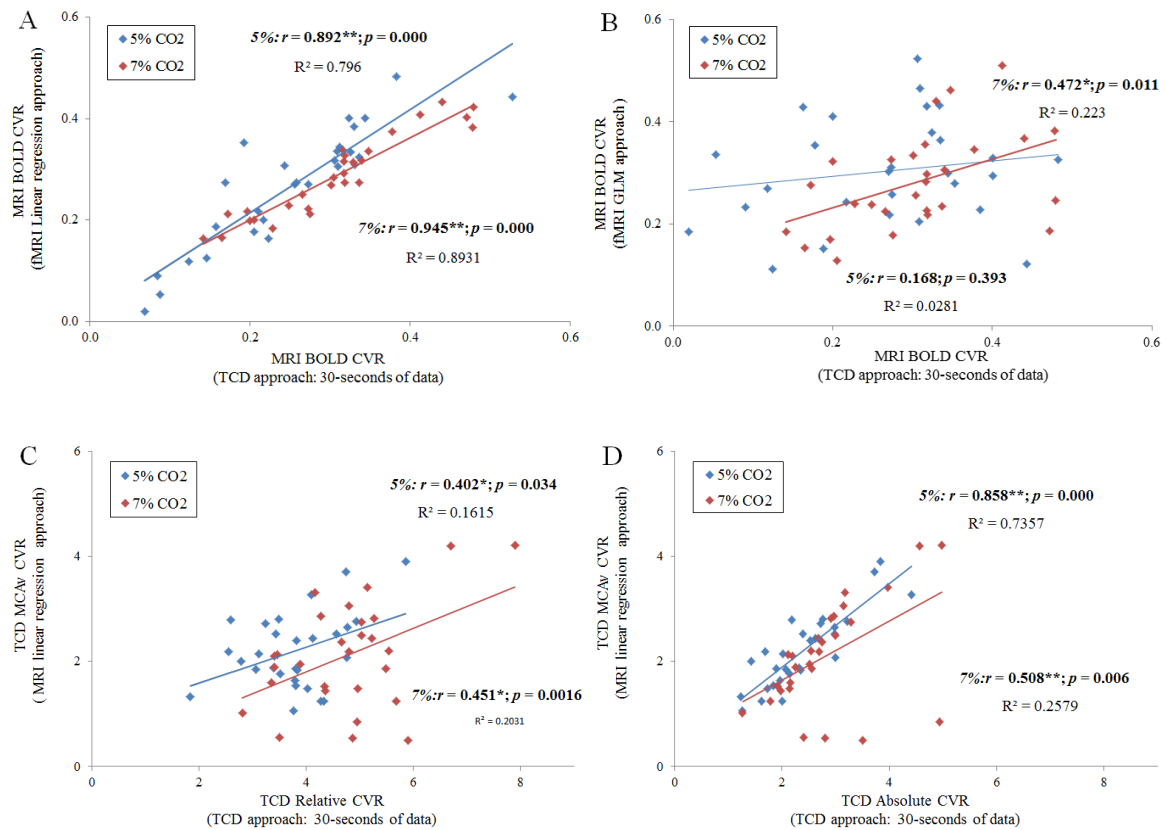 A
0.6
0.4
0.2
0.0
0.0
0.2
0.4
0.6
MRI BOLD CVR
(fMRI Linear regression approach)
5% CO2
7% CO2
5%: r = 0.892**; p = 0.000
R² = 0.796
7%: r = 0.945**; p = 0.000
R² = 0.8931
MRI BOLD CVR
(TCD approach: 30-seconds of data)
B
0.6
0.4
0.2
0.0
0.0
0.2
0.4
0.6
MRI BOLD CVR
(fMRI GLM approach)
5% CO2
7% CO2
7%: r = 0.472*; p = 0.011
R² = 0.223
5%: r = 0.168; p = 0.393
R² = 0.0281
MRI BOLD CVR
(TCD approach: 30-seconds of data)
C
6
4
2
0
0
2
4
6
8
TCD MCAv CVR
(MRI linear regression approach)
5% CO2
7% CO2
5%: r = 0.402*; p = 0.034
R² = 0.1615
7%: r = 0.451*; p = 0.0016
R² = 0.2031
TCD Relative CVR
(TCD approach: 30-seconds of data)
D
6
4
2
0
0
2
4
6
8
TCD MCAv CVR
(MRI linear regression approach)
5% CO2
7% CO2
5%: r = 0.858**; p = 0.000
R² = 0.7357
7%: r = 0.508**; p = 0.006
R² = 0.2579
TCD Absolute CVR
(TCD approach: 30-seconds of data)